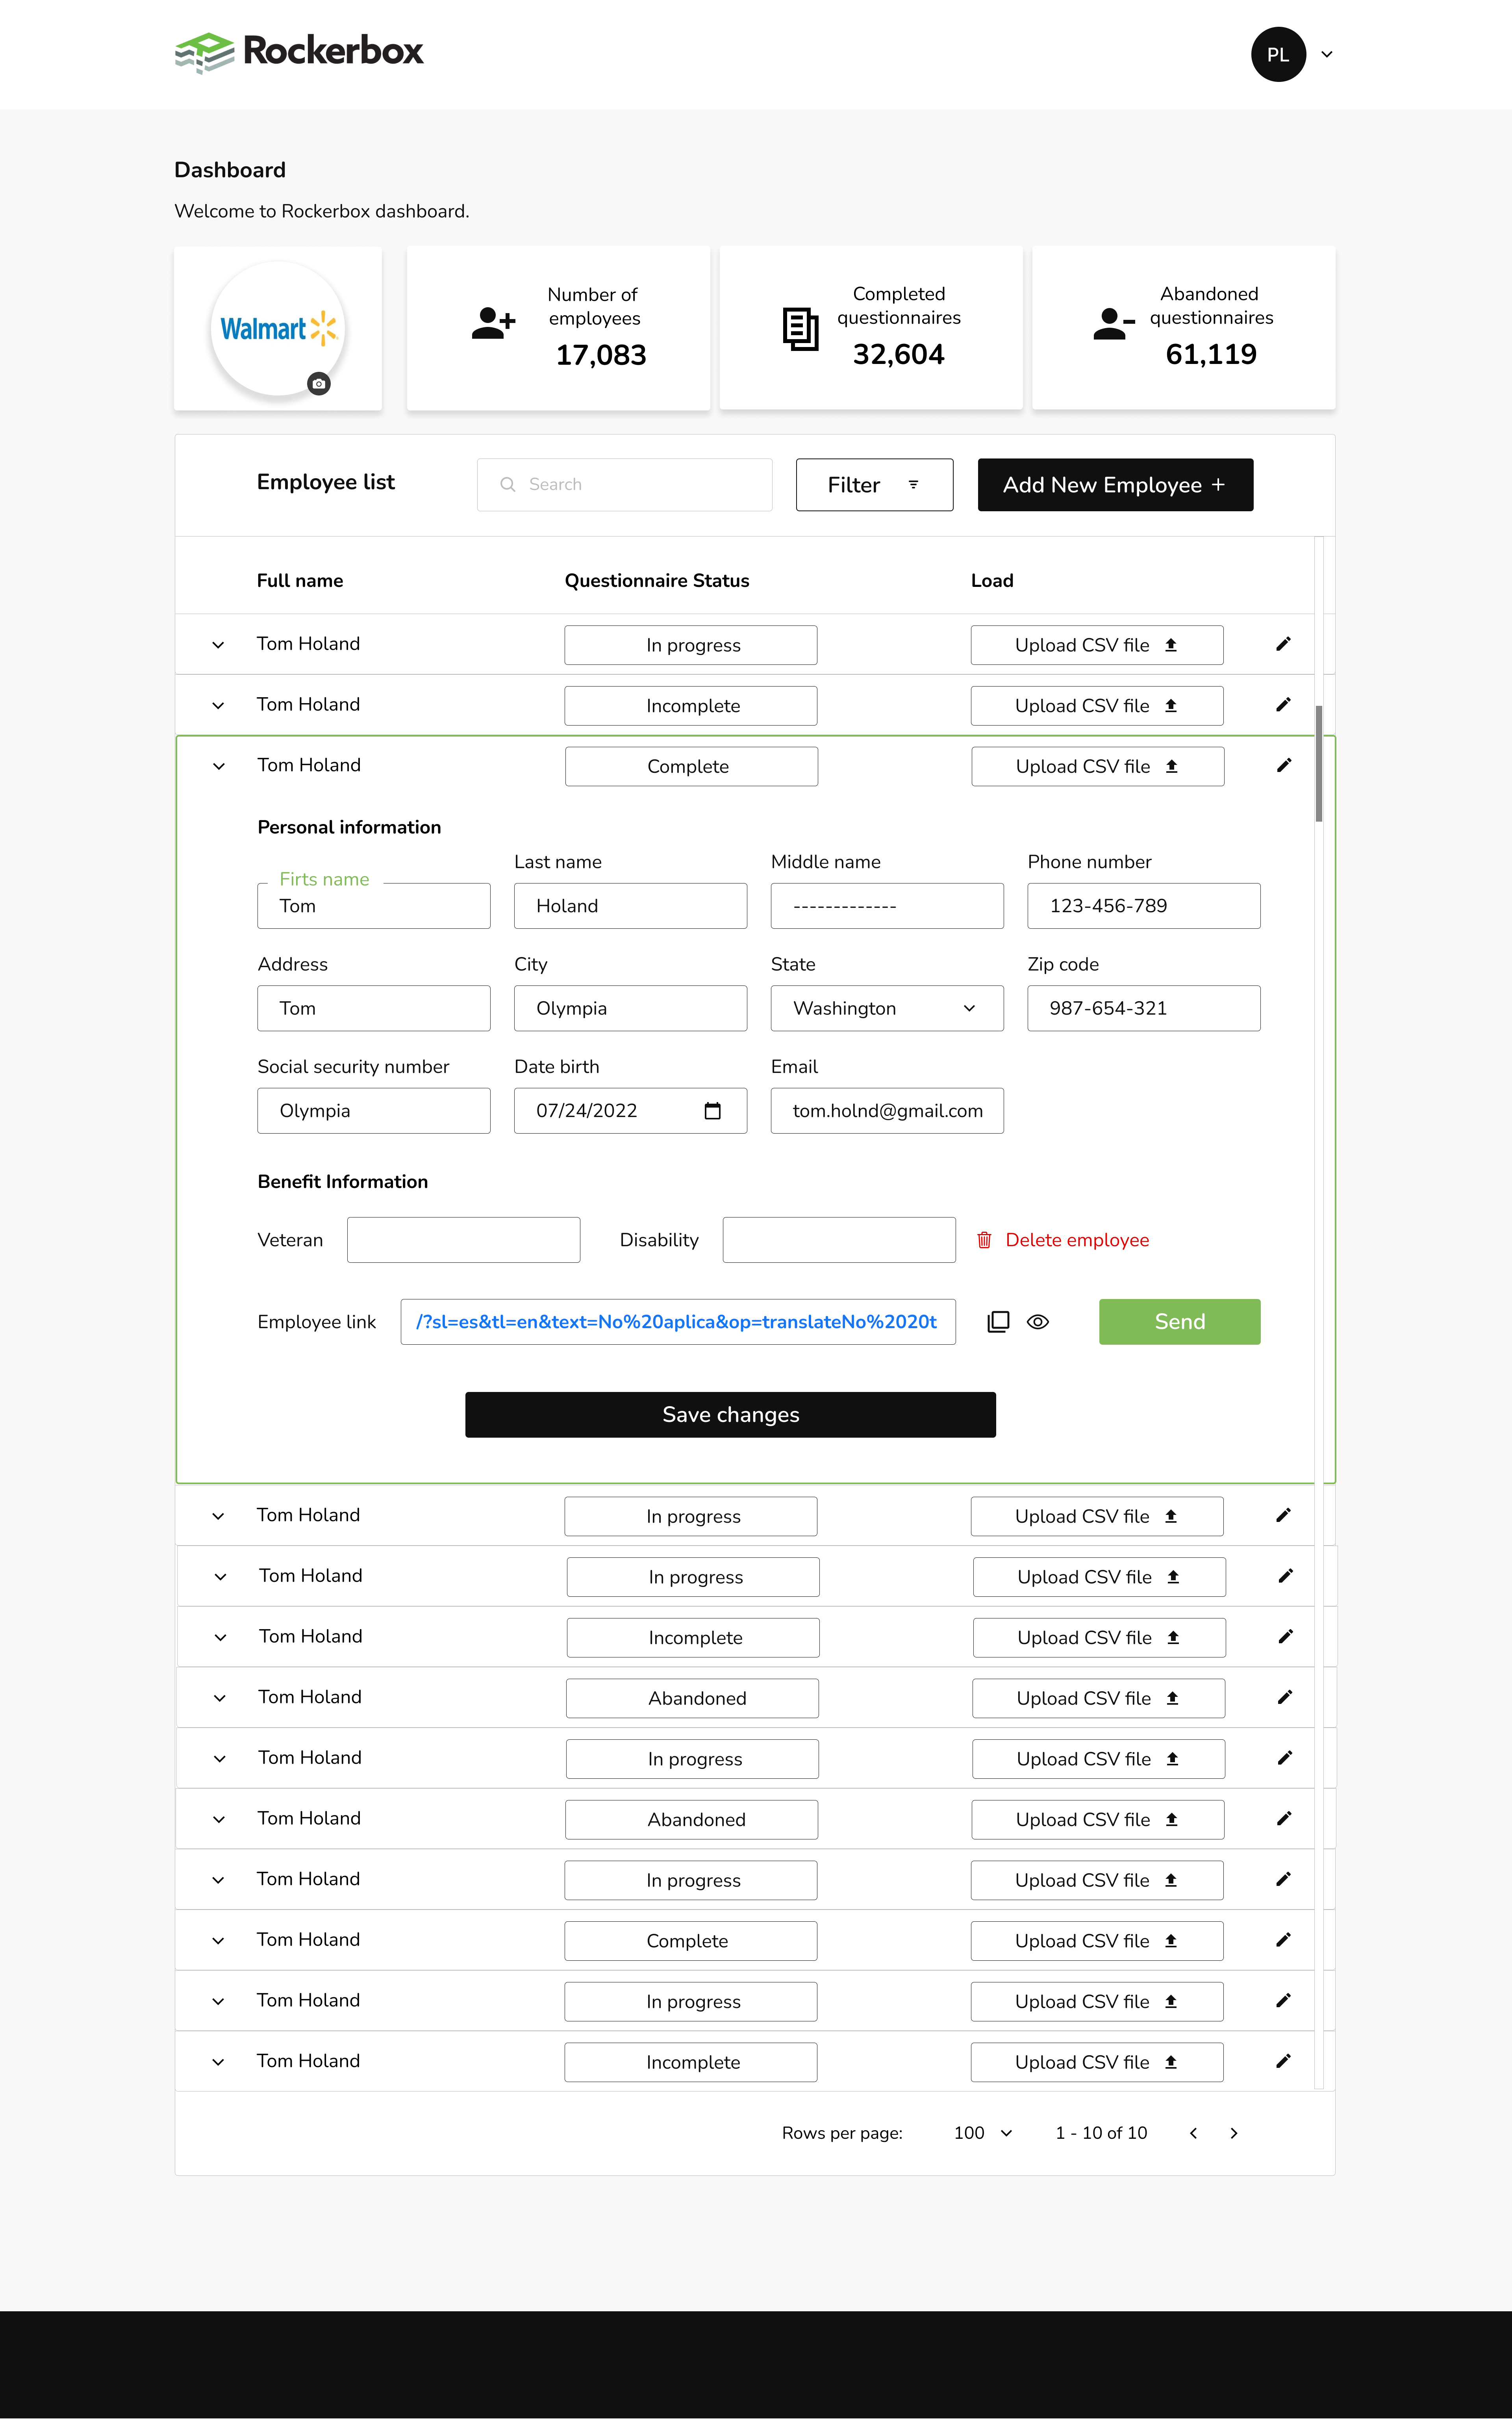 Rockerbox
PL
Dashboard
Welcome to Rockerbox dashboard.
Walmart
Number of
employees
17,083
Completed
questionnaires
32,604
Abandoned
questionnaires
61,119
Employee list
Search
Filter
Add New Employee +
Full name
Questionnaire Status
Load
Tom Holand
In progress
Upload CSV file
Tom Holand
Incomplete
Upload CSV file
Tom Holand
Complete
Upload CSV file
Personal information
Firts name
Last name
Middle name
Phone number
Tom
Holand
-------------
123-456-789
Address
City
State
Zip code
Tom
Olympia
Washington
987-654-321
Social security number
Date birth
Email
Olympia
07/24/2022
tom.holnd@gmail.com
Benefit Information
Veteran
Disability
Delete employee
Employee link
/?sl=es&tl=en&text=No%20aplica&op=translateNo%2020t
Send
Save changes
Tom Holand
In progress
Upload CSV file
Tom Holand
In progress
Upload CSV file
Tom Holand
Incomplete
Upload CSV file
Tom Holand
Abandoned
Upload CSV file
Tom Holand
In progress
Upload CSV file
Tom Holand
Abandoned
Upload CSV file
Tom Holand
In progress
Upload CSV file
Tom Holand
Complete
Upload CSV file
Tom Holand
In progress
Upload CSV file
Tom Holand
Incomplete
Upload CSV file
Rows per page:
100
1 - 10 of 10